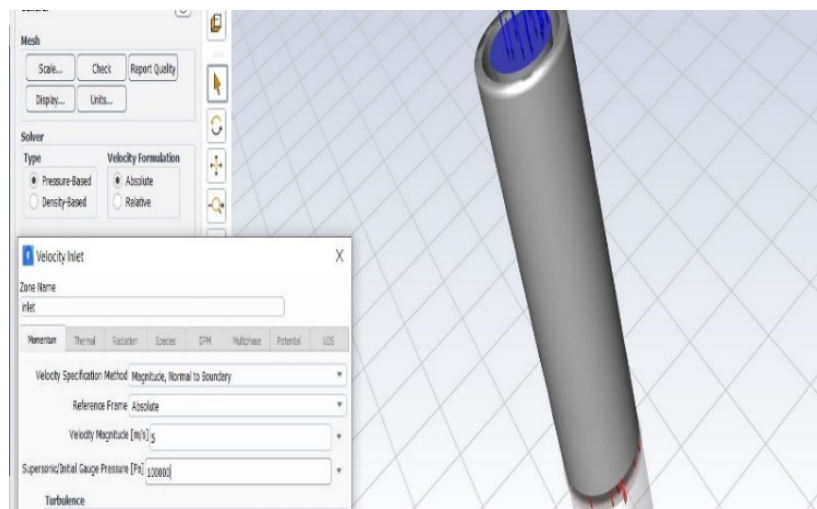 Mesh
Scale... Check Report Quality
Display... Units...
Solver
Type Velocity Formulation
Pressure-Based Absolute
Density-Based Relative
Velocity Inlet
Zone Name
inlet
Momentum Thermal Radiation Species DPM Multiphase Potential UDS
Velocity Specification Method Magnitude, Normal to Boundary
Reference Frame Absolute
Velocity Magnitude [m/s] 5
Supersonic/Initial Gauge Pressure [Pa] 100000
Turbulence